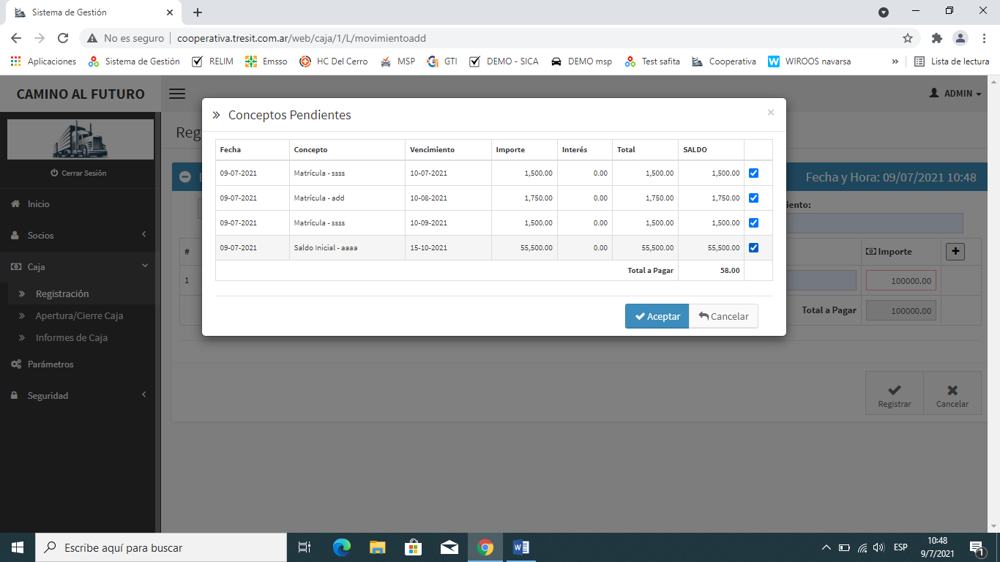 Sistema de Gestión
No es seguro cooperativa.tresit.com.ar/web/caja/1/L/movimientoadd
Aplicaciones Sistema de Gestión RELIM Emsso HC Del Cerro MSP GTI DEMO - SICA DEMO msp Test safita Cooperativa WIROOS navarsa » Lista de lectura
CAMINO AL FUTURO
ADMIN
Cerrar Sesión
Inicio
Socios
Caja
Registración
Apertura/Cierre Caja
Informes de Caja
Parámetros
Seguridad
Reg
Fecha y Hora: 09/07/2021 10:48
iento:
# Importe
1 100000.00
Total a Pagar 100000.00
Registrar Cancelar
Conceptos Pendientes
Fecha Concepto Vencimiento Importe Interés Total SALDO
09-07-2021 Matrícula - ssss 10-07-2021 1,500.00 0.00 1,500.00 1,500.00
09-07-2021 Matrícula - add 10-08-2021 1,750.00 0.00 1,750.00 1,750.00
09-07-2021 Matrícula - ssss 10-09-2021 1,500.00 0.00 1,500.00 1,500.00
09-07-2021 Saldo Inicial - aaaa 15-10-2021 55,500.00 0.00 55,500.00 55,500.00
Total a Pagar 58.00
Aceptar Cancelar
Escribe aquí para buscar
ESP
10:48
9/7/2021
1